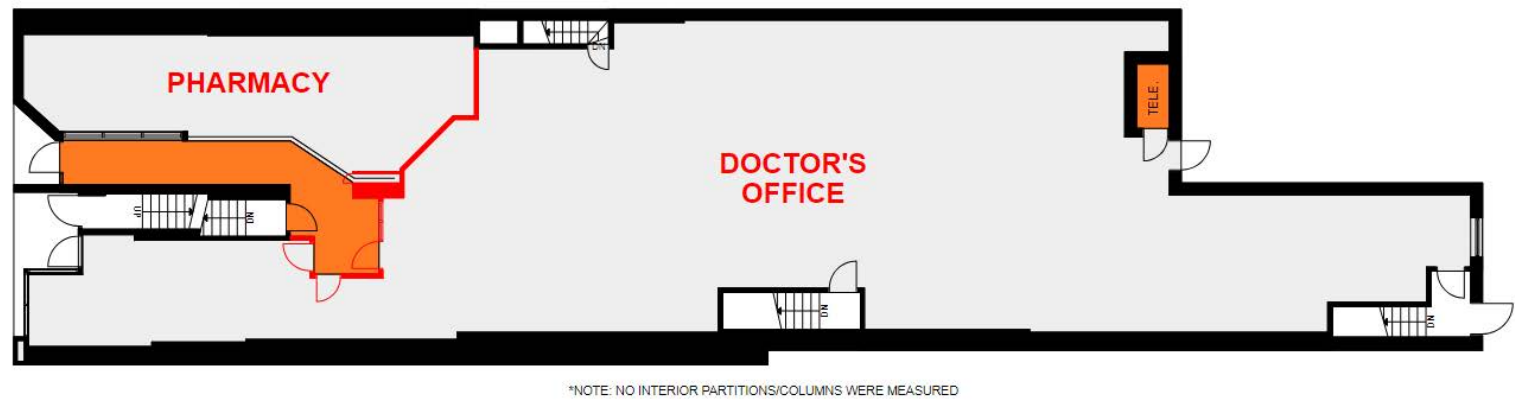 DN
PHARMACY
TELE.
DOCTOR'S
OFFICE
UP
DN
DN
DN
*NOTE: NO INTERIOR PARTITIONS/COLUMNS WERE MEASURED